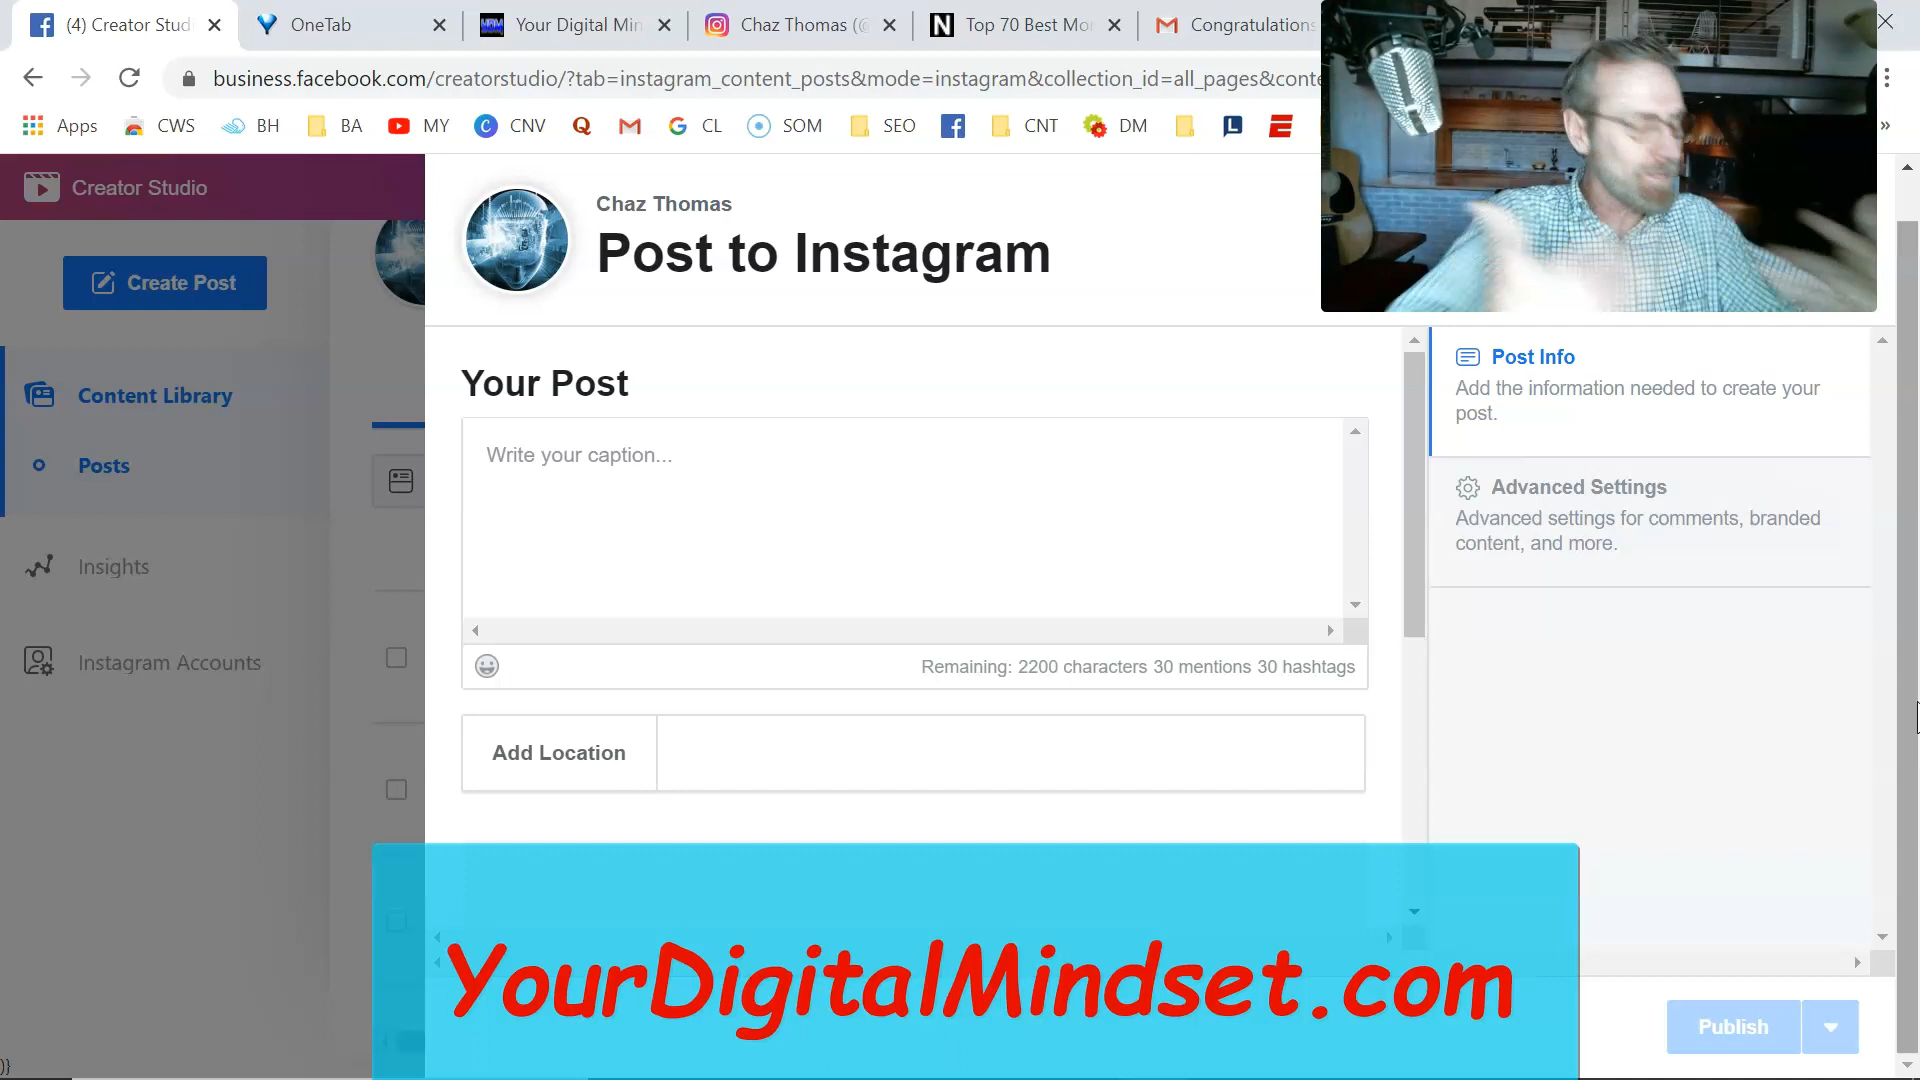 (4) Creator Stud
OneTab
Your Digital Min
Chaz Thomas (@
Top 70 Best Mo
Congratulations
business.facebook.com/creatorstudio/?tab=instagram_content_posts&mode=instagram&collection_id=all_pages&conte
Apps
CWS
BH
BA
MY
CNV
CL
SOM
SEO
CNT
DM
Creator Studio
Chaz Thomas
Post to Instagram
Create Post
Content Library
Posts
Insights
Instagram Accounts
Your Post
Write your caption...
Remaining: 2200 characters 30 mentions 30 hashtags
Add Location
Post Info
Add the information needed to create your
post.
Advanced Settings
Advanced settings for comments, branded
content, and more.
YourDigitalMindset.com
Publish
)}